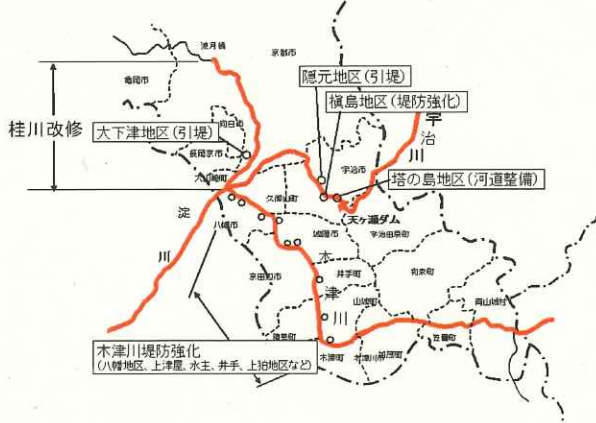 渡月橋
京都市
亀岡市
隠元地区(引堤)
槇島地区(堤防強化)
宇治川
桂川改修
向日市
大下津地区(引堤)
長岡京市
宇治市
塔の島地区(河道整備)
大山崎町
久御山町
天ヶ瀬ダム
淀川
八幡市
城陽市
宇治田原町
木津川
京田辺市
井手町
和束町
山城町
南山城村
精華町
木津川堤防強化
(八幡地区、上津屋、水主、井手、上狛地区など)
木津町
加茂町
笠置町